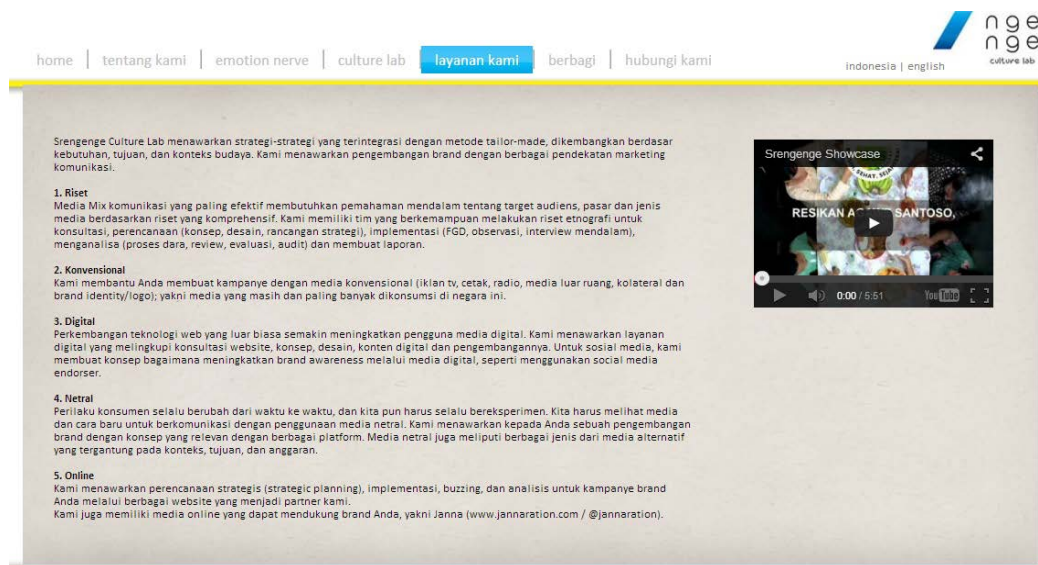 nge
nge
culture lab
home | tentang kami | emotion nerve | culture lab | layanan kami | berbagi | hubungi kami
indonesia | english
Srengenge Culture Lab menawarkan strategi-strategi yang terintegrasi dengan metode tailor-made, dikembangkan berdasar
kebutuhan, tujuan, dan konteks budaya. Kami menawarkan pengembangan brand dengan berbagai pendekatan marketing
komunikasi.
1. Riset
Media Mix komunikasi yang paling efektif membutuhkan pemahaman mendalam tentang target audiens, pasar dan jenis
media berdasarkan riset yang komprehensif. Kami memiliki tim yang berkemampuan melakukan riset etnografi untuk
konsultasi, perencanaan (konsep, desain, rancangan strategi), implementasi (FGD, observasi, interview mendalam),
menganalisa (proses dara, review, evaluasi, audit) dan membuat laporan.
2. Konvensional
Kami membantu Anda membuat kampanye dengan media konvensional (iklan tv, cetak, radio, media luar ruang, kolateral dan
brand identity/logo); yakni media yang masih dan paling banyak dikonsumsi di negara ini.
3. Digital
Perkembangan teknologi web yang luar biasa semakin meningkatkan pengguna media digital. Kami menawarkan layanan
digital yang melingkupi konsultasi website, konsep, desain, konten digital dan pengembangannya. Untuk sosial media, kami
membuat konsep bagaimana meningkatkan brand awareness melalui media digital, seperti menggunakan social media
endorser.
4. Netral
Perilaku konsumen selalu berubah dari waktu ke waktu, dan kita pun harus selalu bereksperimen. Kita harus melihat media
dan cara baru untuk berkomunikasi dengan penggunaan media netral. Kami menawarkan kepada Anda sebuah pengembangan
brand dengan konsep yang relevan dengan berbagai platform. Media netral juga meliputi berbagai jenis dari media alternatif
yang tergantung pada konteks, tujuan, dan anggaran.
5. Online
Kami menawarkan perencanaan strategis (strategic planning), implementasi, buzzing, dan analisis untuk kampanye brand
Anda melalui berbagai website yang menjadi partner kami.
Kami juga memiliki media online yang dapat mendukung brand Anda, yakni Janna (www.jannaration.com / @jannaration).
Srengenge Showcase
SEHAT,
RESIKAN SANTOSO,
0:00 / 5:51
YouTube